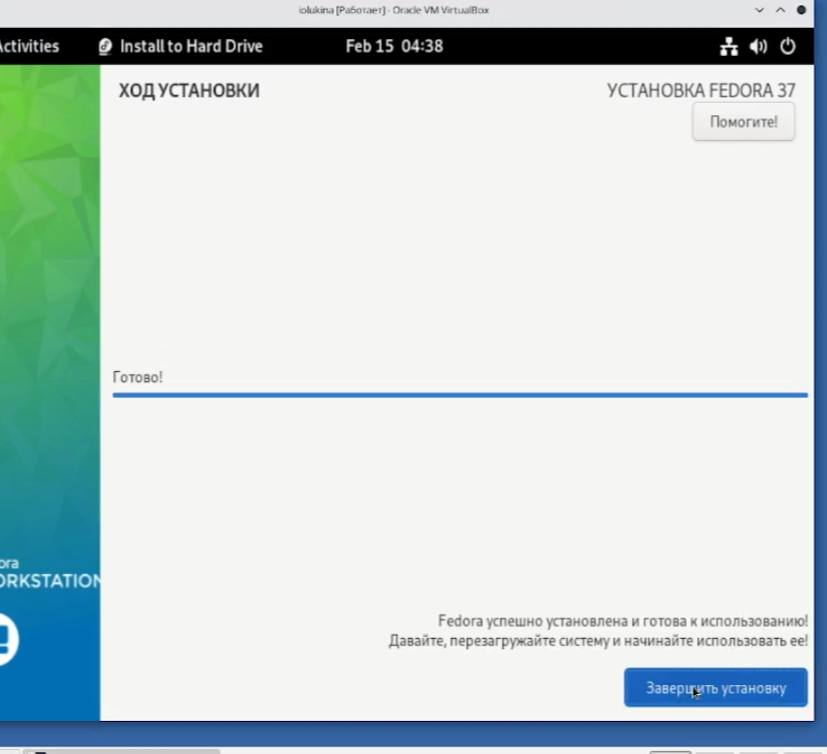 iolukina [Работает] - Oracle VM VirtualBox
Activities Install to Hard Drive Feb 15 04:38
ХОД УСТАНОВКИ УСТАНОВКА FEDORA 37
Помогите!
Готово!
ora
ORKSTATION
Fedora успешно установлена и готова к использованию!
Давайте, перезагружайте систему и начинайте использовать ее!
Завершить установку